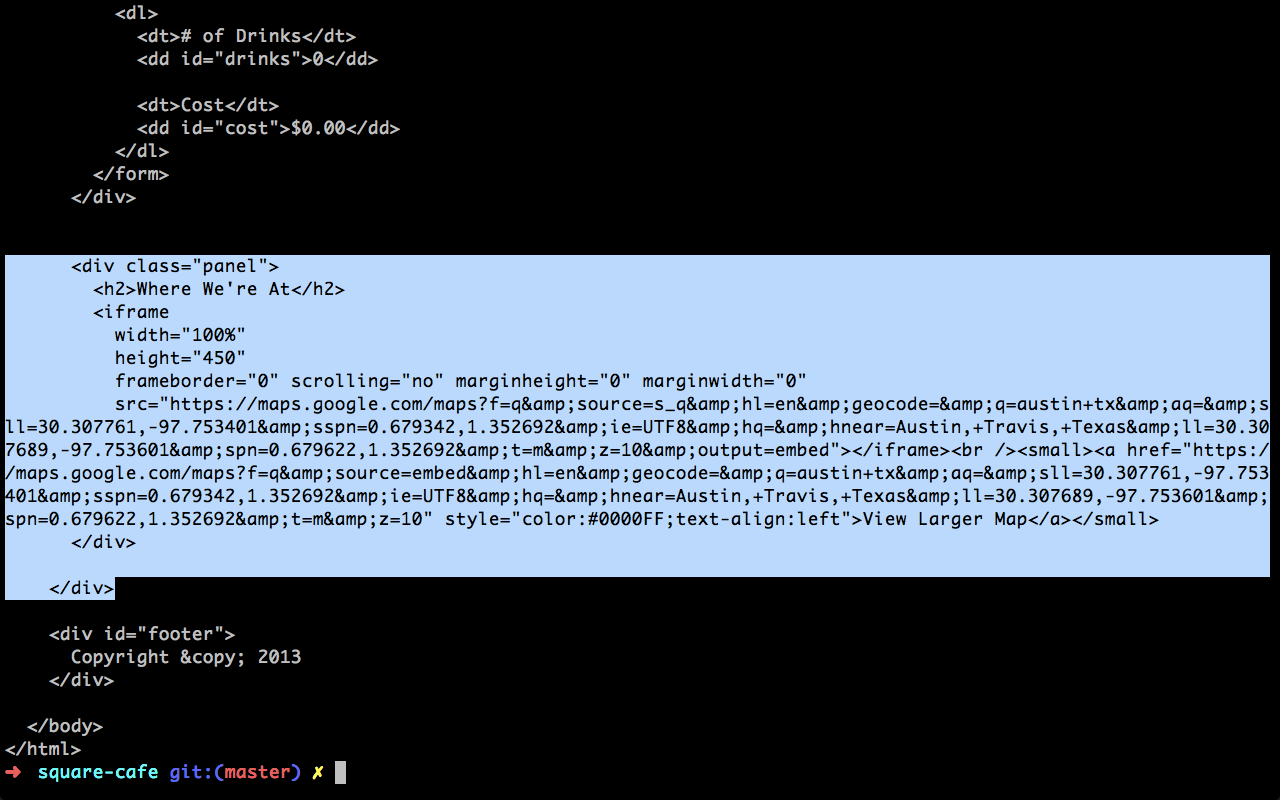 <dl>
<dt># of Drinks</dt>
<dd id="drinks">0</dd>
<dt>Cost</dt>
<dd id="cost">$0.00</dd>
</dl>
</form>
</div>
<div class="panel">
<h2>Where We're At</h2>
<iframe
width="100%"
height="450"
frameborder="0" scrolling="no" marginheight="0" marginwidth="0"
src="https://maps.google.com/maps?f=q&amp;source=s_q&amp;hl=en&amp;geocode=&amp;q=austin+tx&amp;aq=&amp;s
ll=30.307761,-97.753401&amp;sspn=0.679342,1.352692&amp;ie=UTF8&amp;hq=&amp;hnear=Austin,+Travis,+Texas&amp;ll=30.30
7689,-97.753601&amp;spn=0.679622,1.352692&amp;t=m&amp;z=10&amp;output=embed"></iframe><br /><small><a href="https:/
/maps.google.com/maps?f=q&amp;source=embed&amp;hl=en&amp;geocode=&amp;q=austin+tx&amp;aq=&amp;sll=30.307761,-97.753
401&amp;sspn=0.679342,1.352692&amp;ie=UTF8&amp;hq=&amp;hnear=Austin,+Travis,+Texas&amp;ll=30.307689,-97.753601&amp;
spn=0.679622,1.352692&amp;t=m&amp;z=10" style="color:#0000FF;text-align:left">View Larger Map</a></small>
</div>
</div>
<div id="footer">
Copyright &copy; 2013
</div>
</body>
</html>
➜ square-cafe git:(master) ✗